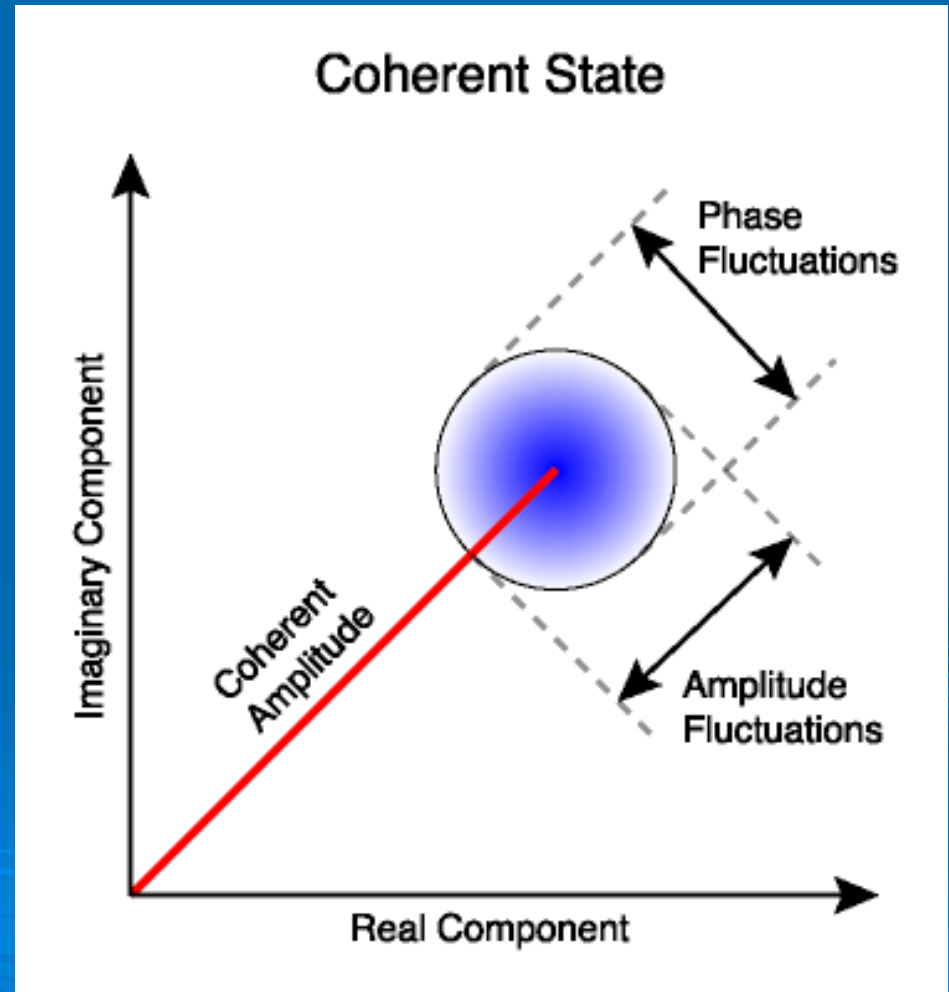 Coherent State
Phase
Fluctuations
Imaginary Component
Coherent
Amplitude
Amplitude
Fluctuations
Real Component